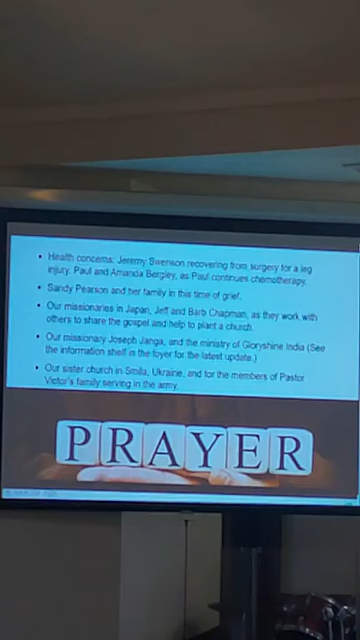 • Health concerns: Jeremy Swenson recovering from surgery for a leg
injury. Paul and Amanda Bergley, as Paul continues chemotherapy.
• Sandy Pearson and her family in this time of grief.
• Our missionaries in Japan, Jeff and Barb Chapman, as they work with
others to share the gospel and help to plant a church.
• Our missionary Joseph Janga, and the ministry of Gloryshine India (See
the information shelf in the foyer for the latest update.)
• Our sister church in Smila, Ukraine, and for the members of Pastor
Victor's family serving in the army.
PRAYER